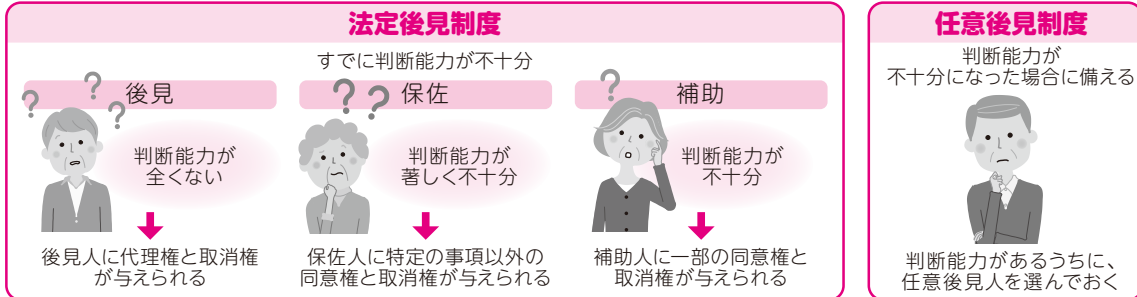 法定後見制度
すでに判断能力が不十分
後見
判断能力が
全くない
後見人に代理権と取消権
が与えられる
保佐
判断能力が
著しく不十分
保佐人に特定の事項以外の
同意権と取消権が与えられる
補助
判断能力が
不十分
補助人に一部の同意権と
取消権が与えられる
任意後見制度
判断能力が
不十分になった場合に備える
判断能力があるうちに、
任意後見人を選んでおく